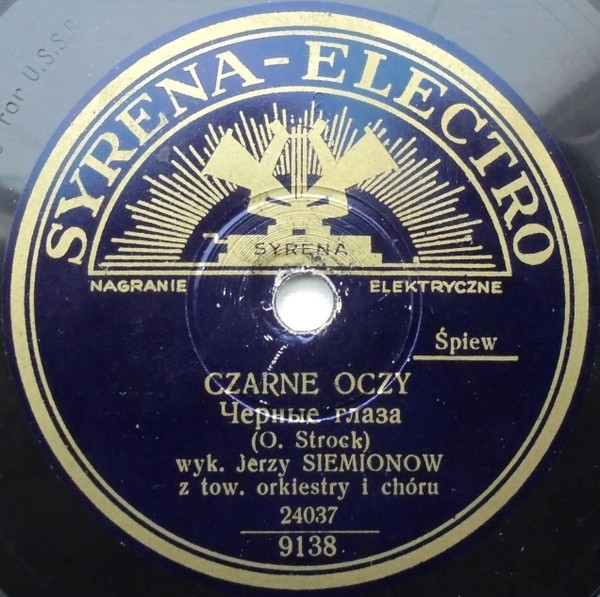 for U.S.S.R
SYRENA-ELECTRO
SYRENA
NAGRANIE ELEKTRYCZNE
Śpiew
CZARNE OCZY
Черные глаза
(O. Strock)
wyk. Jerzy SIEMIONOW
z tow. orkiestry i chóru
24037
9138